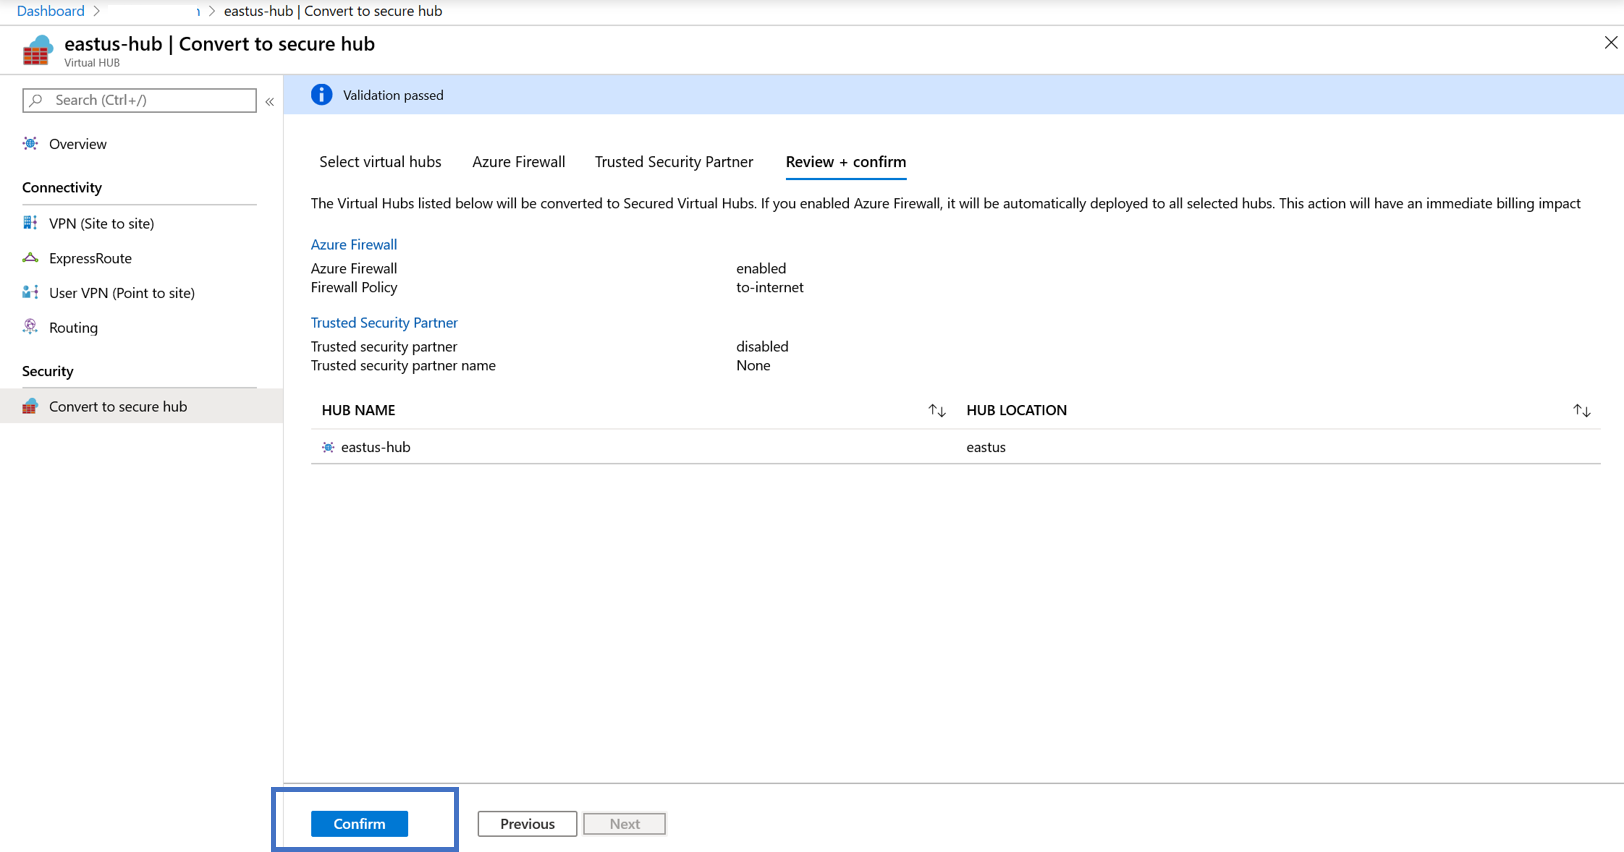 Dashboard > > eastus-hub | Convert to secure hub
eastus-hub | Convert to secure hub
Virtual HUB
Search (Ctrl+/)
«
Validation passed
Overview
Connectivity
VPN (Site to site)
ExpressRoute
User VPN (Point to site)
Routing
Security
Convert to secure hub
Select virtual hubs Azure Firewall Trusted Security Partner Review + confirm
The Virtual Hubs listed below will be converted to Secured Virtual Hubs. If you enabled Azure Firewall, it will be automatically deployed to all selected hubs. This action will have an immediate billing impact
Azure Firewall
Azure Firewall enabled
Firewall Policy to-internet
Trusted Security Partner
Trusted security partner disabled
Trusted security partner name None
HUB NAME ↑↓ HUB LOCATION ↑↓
eastus-hub eastus
Confirm Previous Next